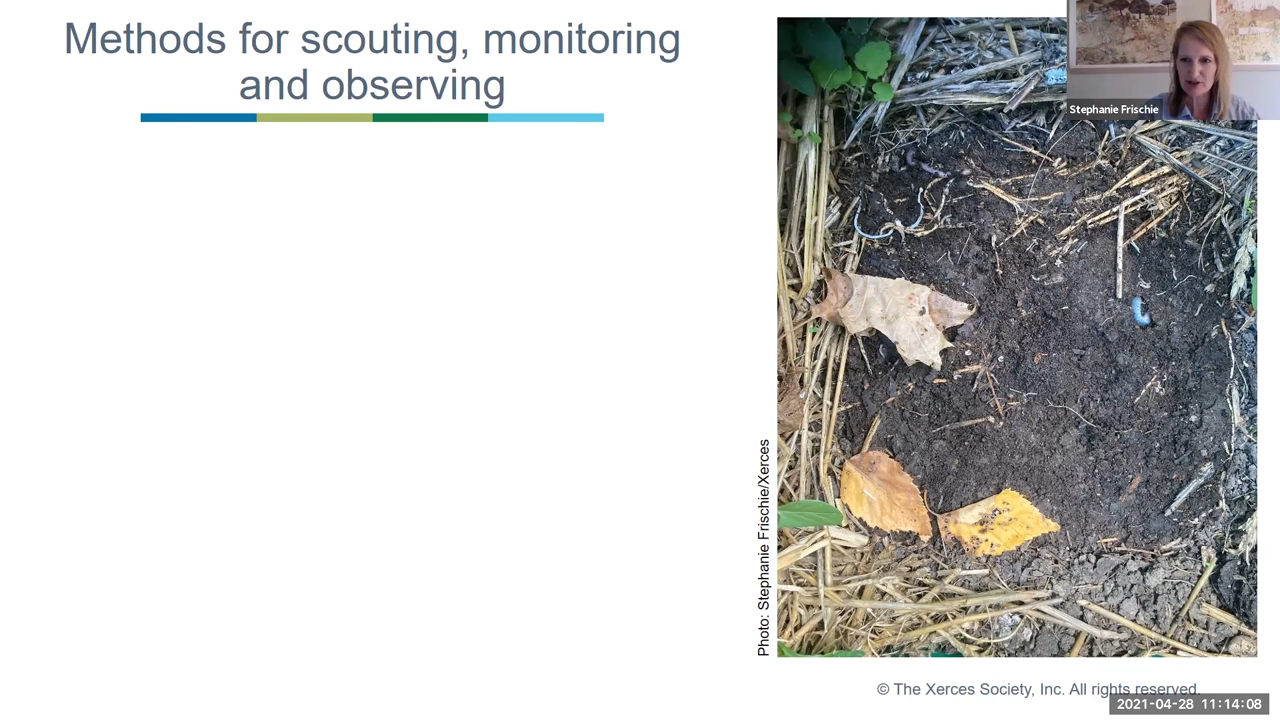 Methods for scouting, monitoring
and observing
Stephanie Frischie
Photo: Stephanie Frischie/Xerces
© The Xerces Society, Inc. All rights reserved.
2021-04-28 11:14:08